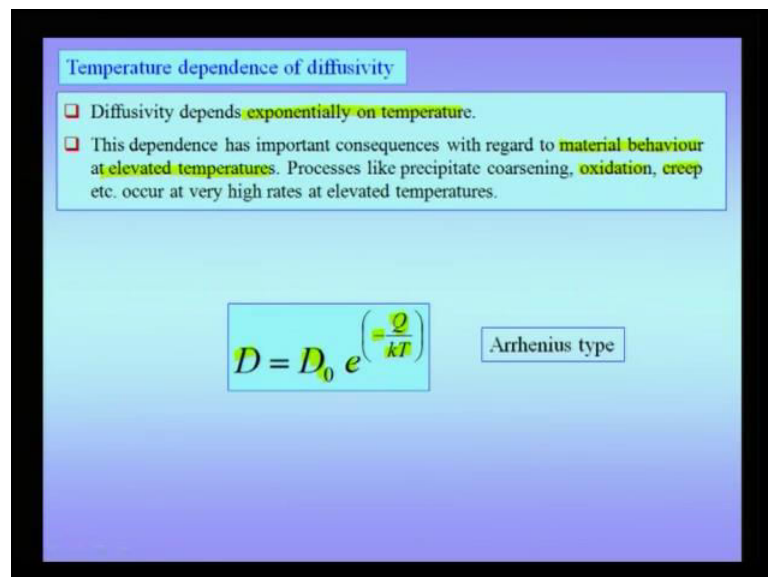 Temperature dependence of diffusivity
❑ Diffusivity depends exponentially on temperature.
❑ This dependence has important consequences with regard to material behaviour
at elevated temperatures. Processes like precipitate coarsening, oxidation, creep
etc. occur at very high rates at elevated temperatures.
D = D₀ e^(−Q/kT)
Arrhenius type